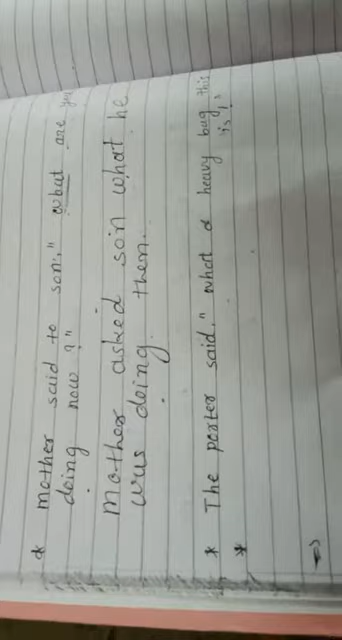 * Mother said to son." what are you
doing now ?"
Mother asked son what he
was doing then.
* The porter said." what a heavy bag this
is!"
*